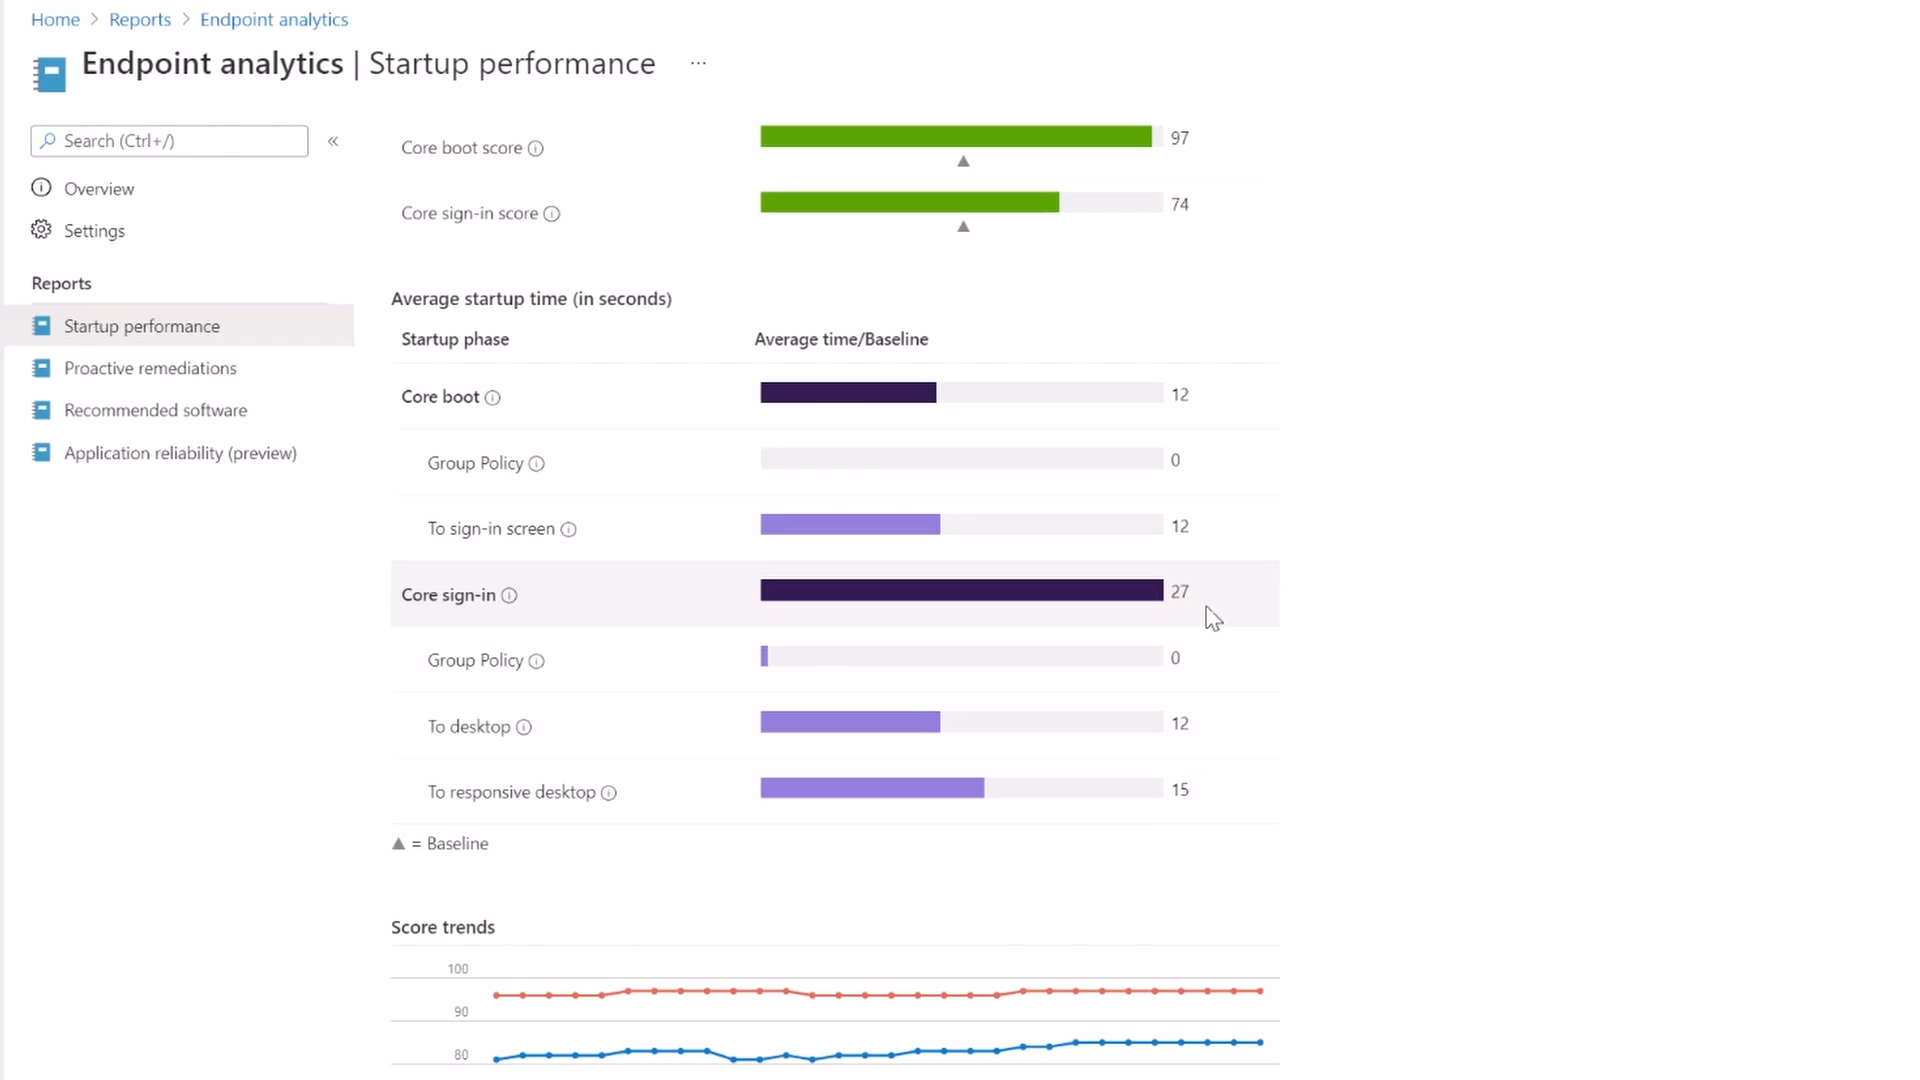 Home > Reports > Endpoint analytics
Endpoint analytics | Startup performance ...
Search (Ctrl+/) «
Overview
Settings
Reports
Startup performance
Proactive remediations
Recommended software
Application reliability (preview)
Core boot score 97
Core sign-in score 74
Average startup time (in seconds)
Startup phase Average time/Baseline
Core boot 12
Group Policy 0
To sign-in screen 12
Core sign-in 27
Group Policy 0
To desktop 12
To responsive desktop 15
▲ = Baseline
Score trends
100
90
80